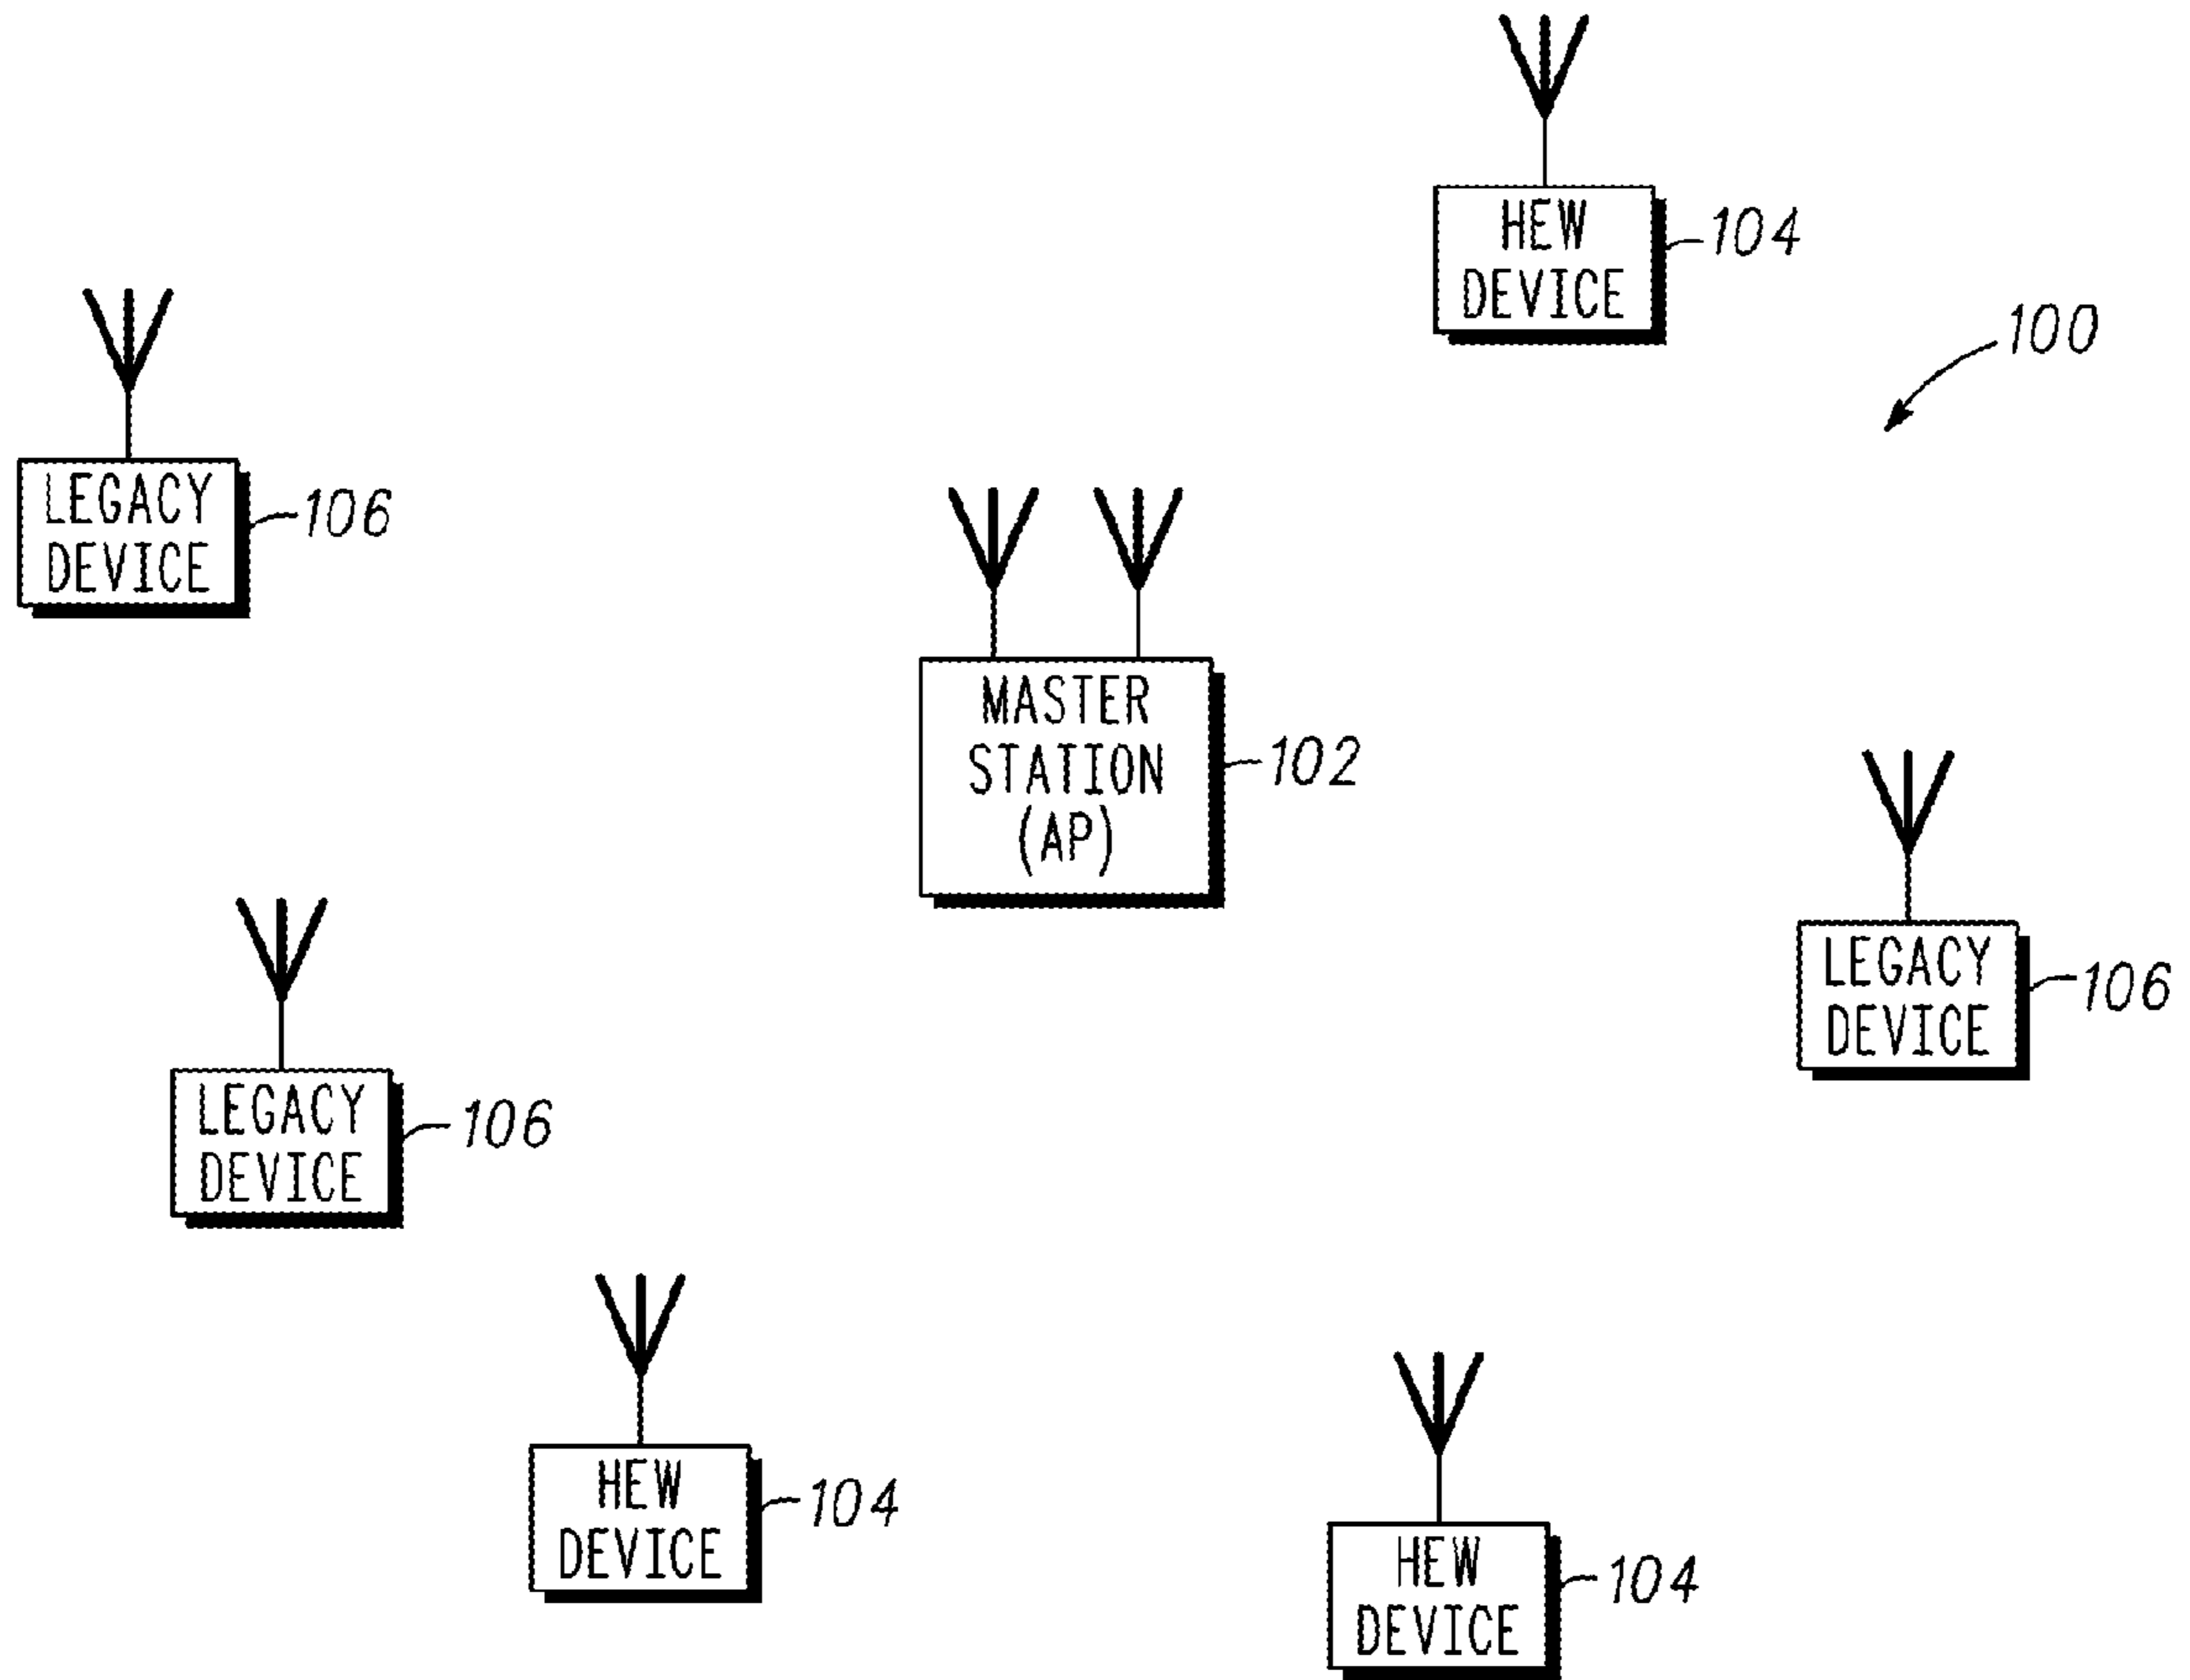 HEW
DEVICE
104
100
LEGACY
DEVICE
106
MASTER
STATION
(AP)
102
LEGACY
DEVICE
106
LEGACY
DEVICE
106
HEW
DEVICE
104
HEW
DEVICE
104